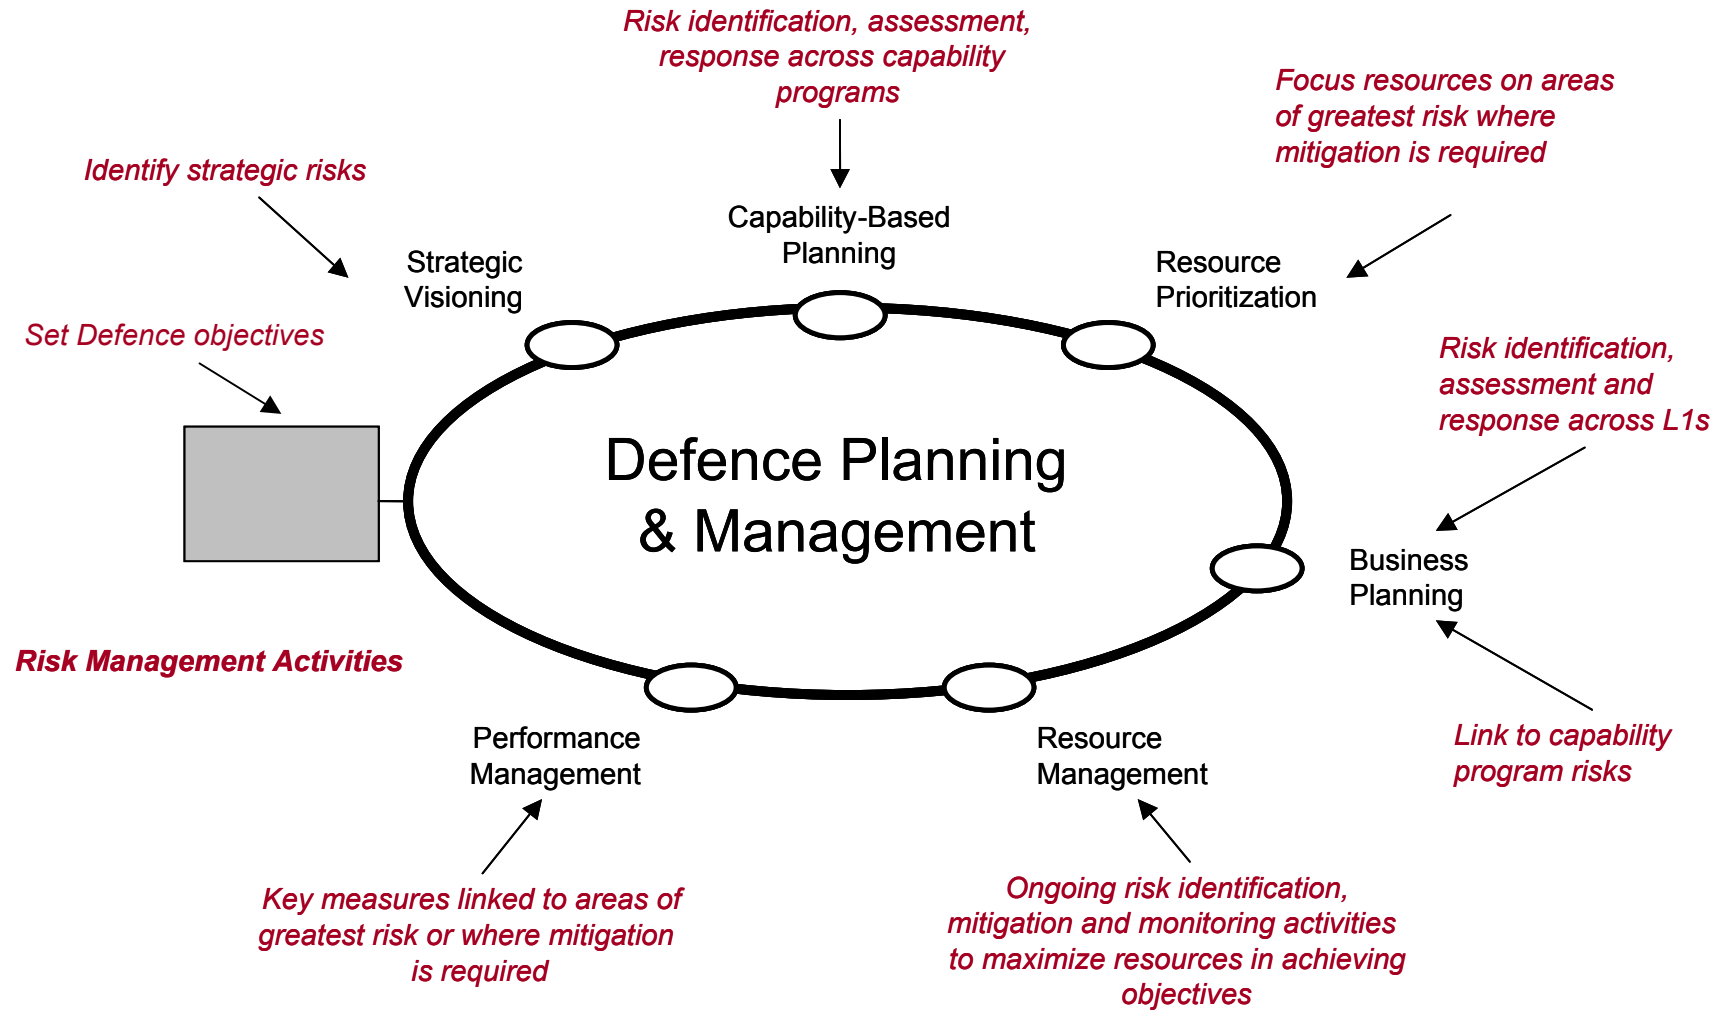 Risk identification, assessment,
response across capability
programs
Focus resources on areas
of greatest risk where
mitigation is required
Identify strategic risks
Capability-Based
Planning
Strategic
Visioning
Resource
Prioritization
Set Defence objectives
Risk identification,
assessment and
response across L1s
Defence Planning
& Management
Business
Planning
Risk Management Activities
Performance
Management
Resource
Management
Link to capability
program risks
Key measures linked to areas of
greatest risk or where mitigation
is required
Ongoing risk identification,
mitigation and monitoring activities
to maximize resources in achieving
objectives